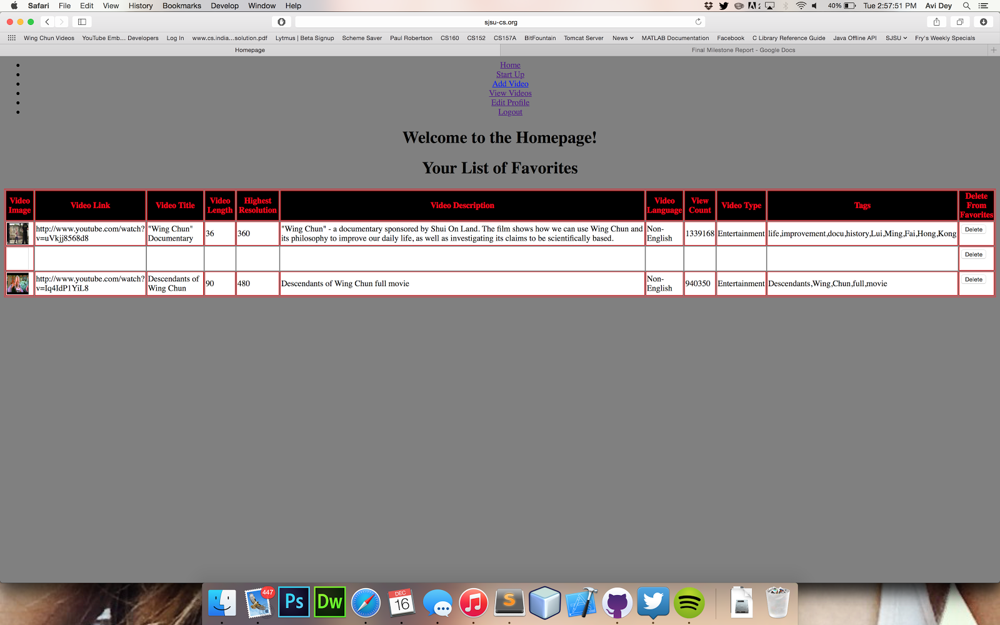 Safari File Edit View History Bookmarks Develop Window Help 40% Tue 2:57:51 PM Avi Dey
sjsu-cs.org
Wing Chun Videos YouTube Emb... Developers Log In www.cs.india...solution.pdf Lytmus | Beta Signup Scheme Saver Paul Robertson CS160 CS152 CS157A BitFountain Tomcat Server News MATLAB Documentation Facebook C Library Reference Guide Java Offline API SJSU Fry's Weekly Specials
Homepage Final Milestone Report - Google Docs
Home
Start Up
Add Video
View Videos
Edit Profile
Logout
Welcome to the Homepage!
Your List of Favorites
Video Image Video Link Video Title Video Length Highest Resolution Video Description Video Language View Count Video Type Tags Delete From Favorites
http://www.youtube.com/watch?v=uVkjj8568d8 "Wing Chun" Documentary 36 360 "Wing Chun" - a documentary sponsored by Shui On Land. The film shows how we can use Wing Chun and its philosophy to improve our daily life, as well as investigating its claims to be scientifically based. Non-English 1339168 Entertainment life,improvement,docu,history,Lui,Ming,Fai,Hong,Kong Delete
Delete
http://www.youtube.com/watch?v=Iq4IdP1YiL8 Descendants of Wing Chun 90 480 Descendants of Wing Chun full movie Non-English 940350 Entertainment Descendants,Wing,Chun,full,movie Delete
447 Ps Dw DEC 16 S